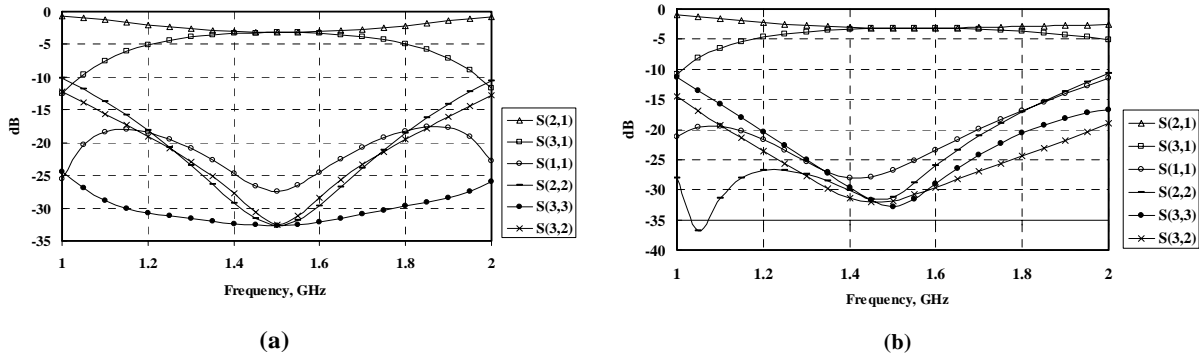 0
-5
-10
-15
-20
-25
-30
-35
dB
1 1.2 1.4 1.6 1.8 2
Frequency, GHz
S(2,1)
S(3,1)
S(1,1)
S(2,2)
S(3,3)
S(3,2)
(a)
0
-5
-10
-15
-20
-25
-30
-35
-40
dB
1 1.2 1.4 1.6 1.8 2
Frequency, GHz
S(2,1)
S(3,1)
S(1,1)
S(2,2)
S(3,3)
S(3,2)
(b)